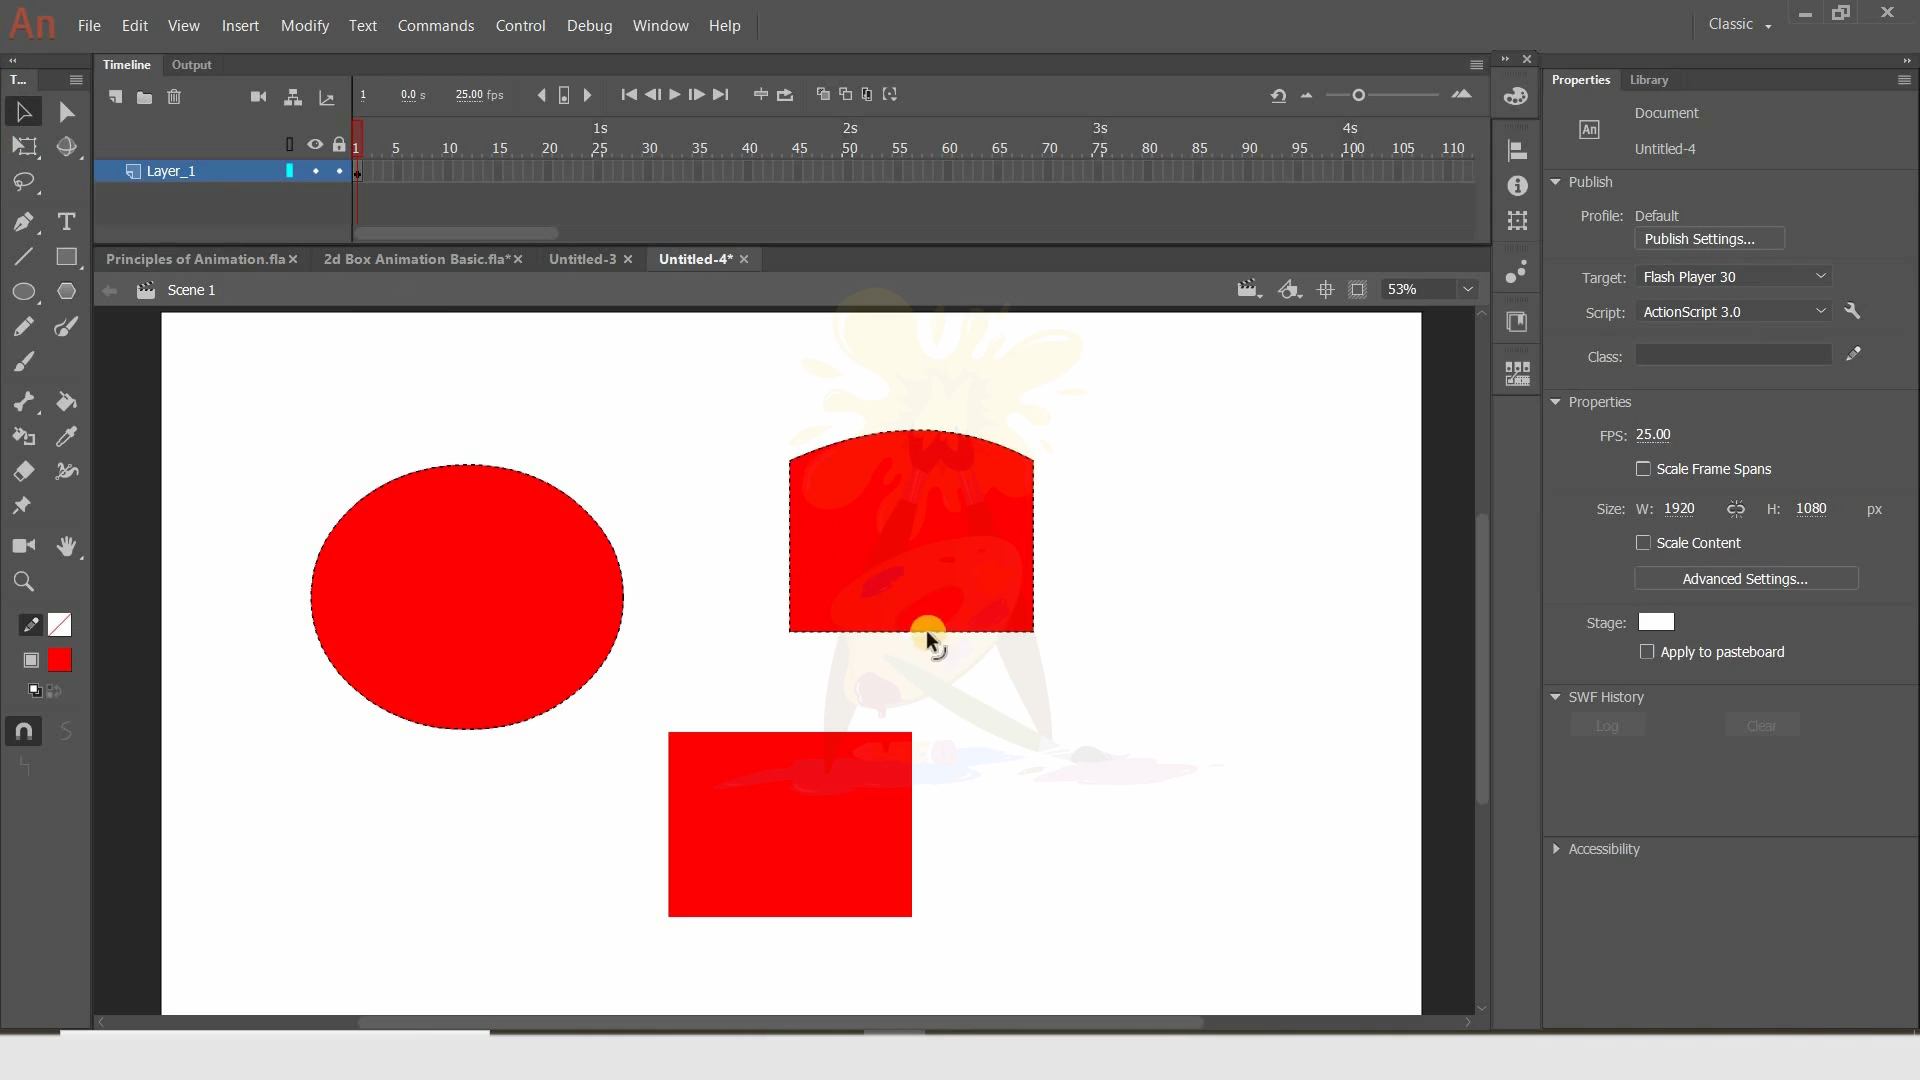 An File Edit View Insert Modify Text Commands Control Debug Window Help Classic
Timeline Output
T... Properties Library
1 0.0 s 25.00 fps
Document
An
Untitled-4
1s 2s 3s 4s
1 5 10 15 20 25 30 35 40 45 50 55 60 65 70 75 80 85 90 95 100 105 110
Layer_1
Publish
Profile: Default
Publish Settings...
Principles of Animation.fla 2d Box Animation Basic.fla* Untitled-3 Untitled-4*
Target: Flash Player 30
Scene 1 53%
Script: ActionScript 3.0
Class:
Properties
FPS: 25.00
Scale Frame Spans
Size: W: 1920 H: 1080 px
Scale Content
Advanced Settings...
Stage:
Apply to pasteboard
SWF History
Log Clear
Accessibility